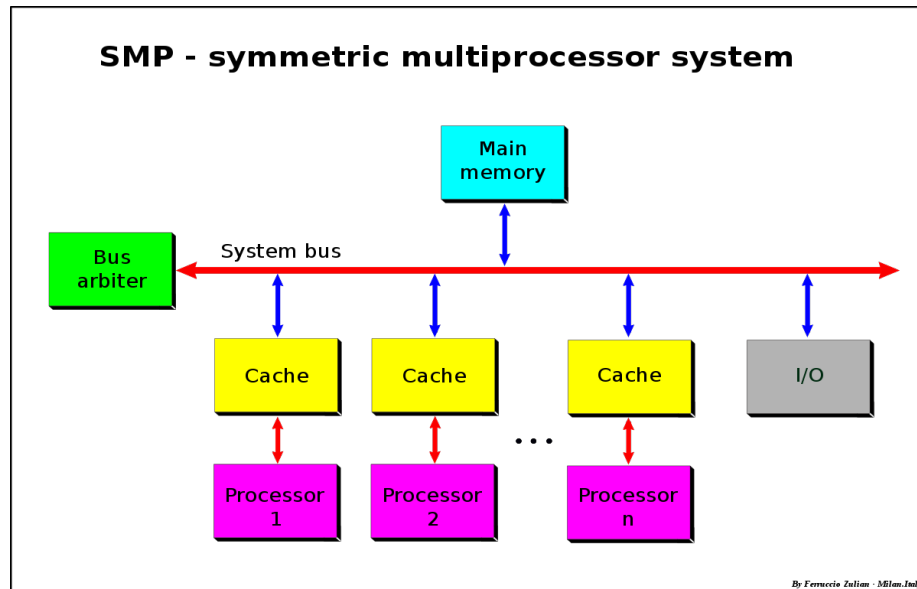 SMP - symmetric multiprocessor system
Main
memory
System bus
Bus
arbiter
Cache
Cache
Cache
I/O
...
Processor
1
Processor
2
Processor
n
By Ferruccio Zulian - Milan.Ital